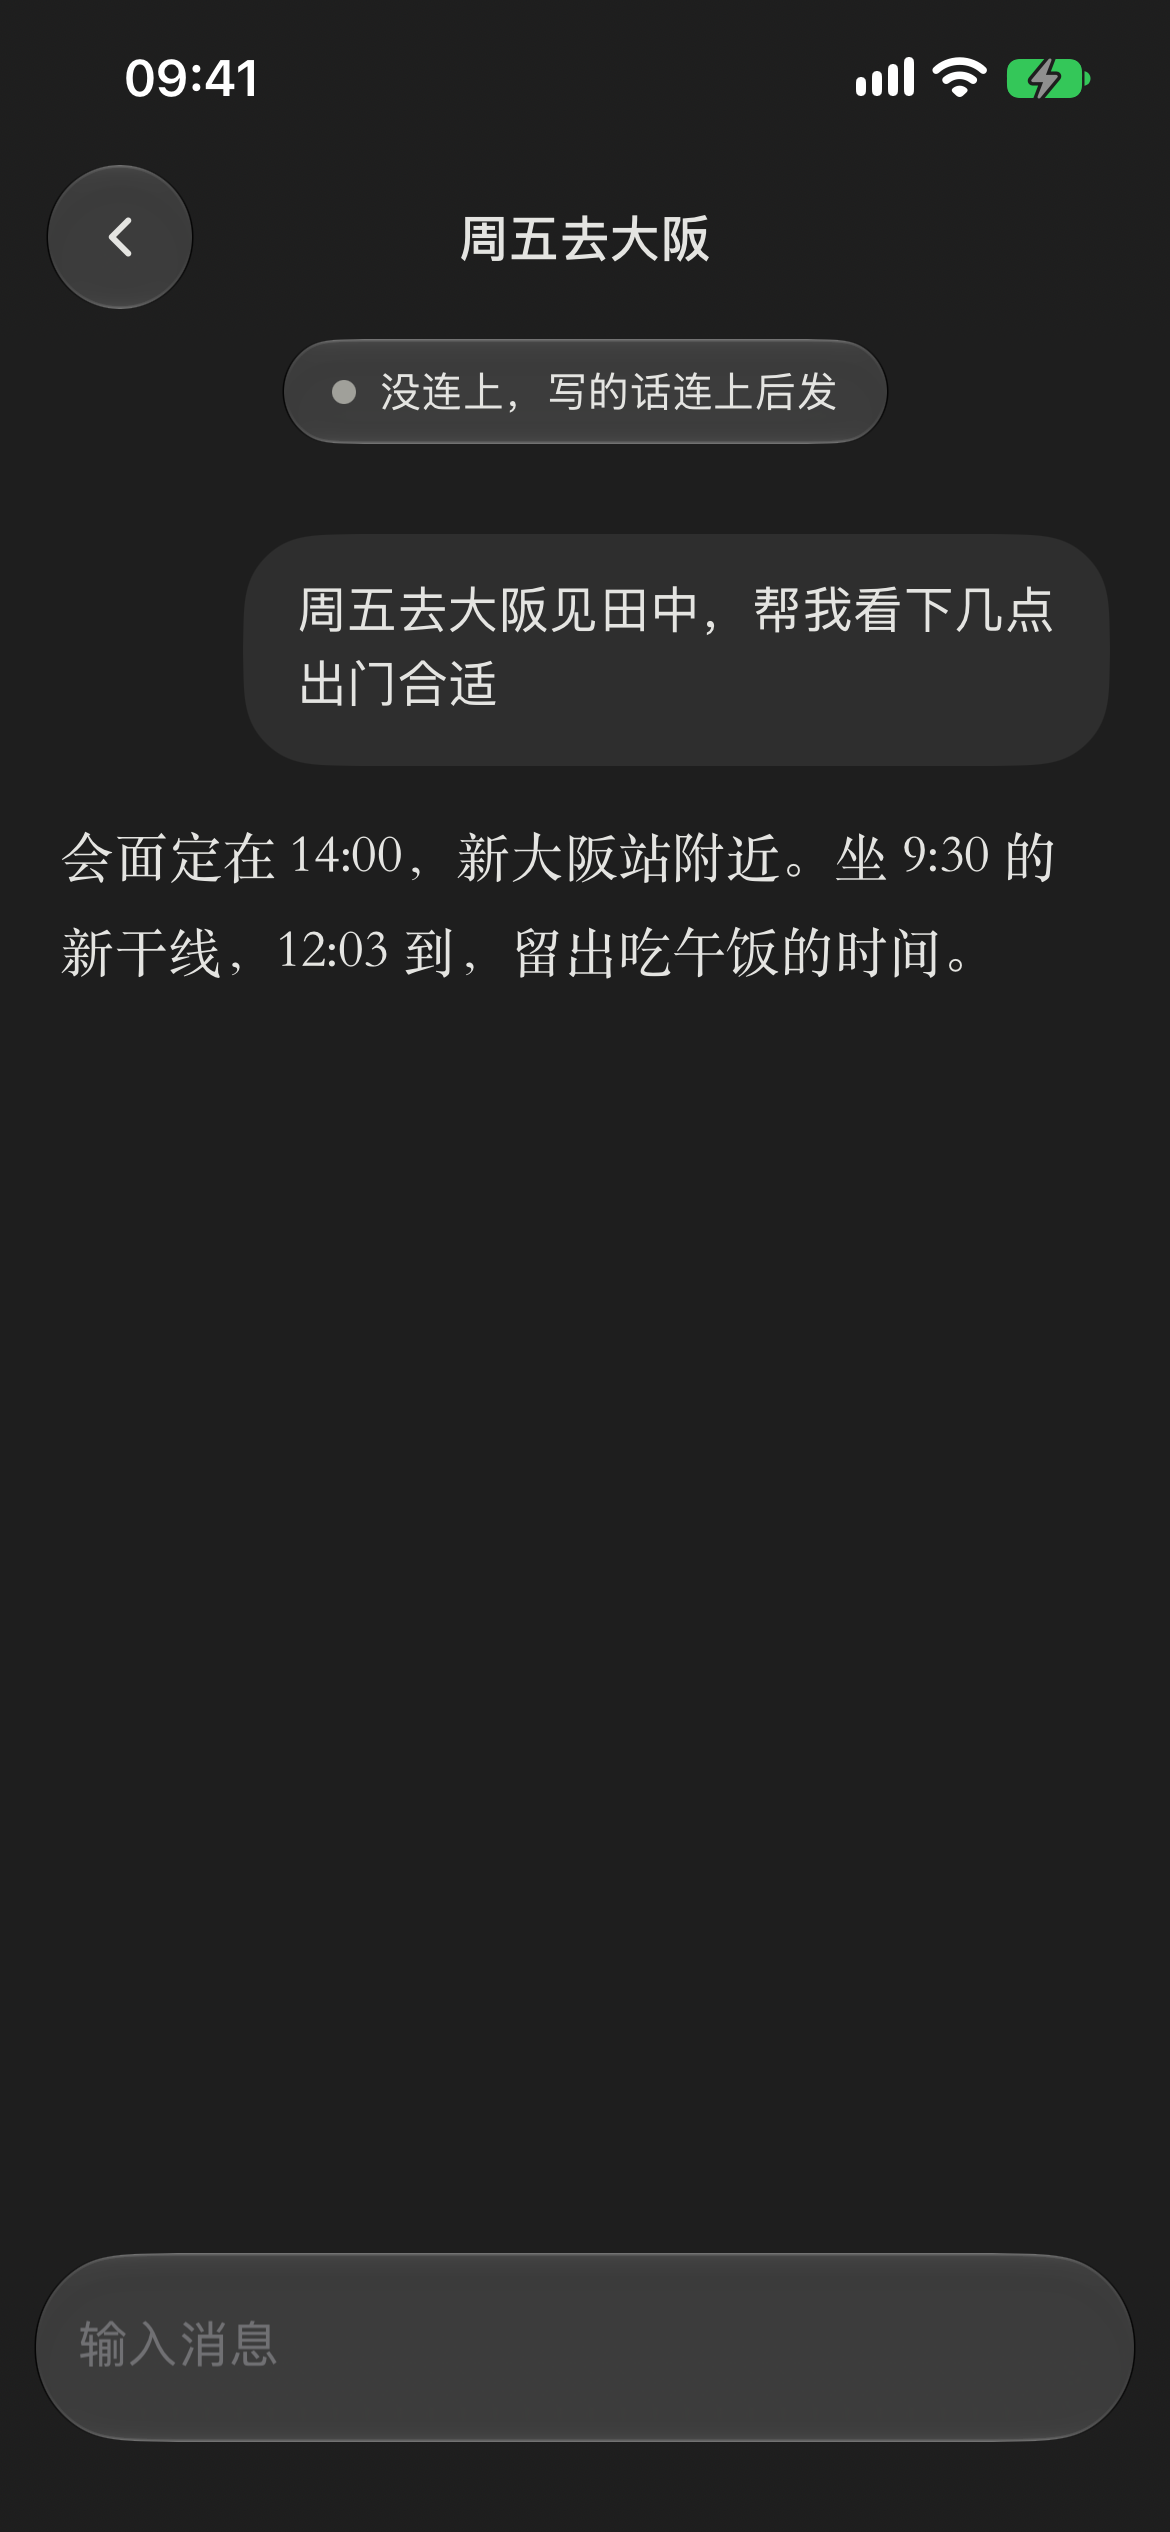 09:41
周五去大阪
没连上，写的话连上后发
周五去大阪见田中，帮我看下几点
出门合适
会面定在 14:00，新大阪站附近。坐 9:30 的
新干线，12:03 到，留出吃午饭的时间。
输入消息